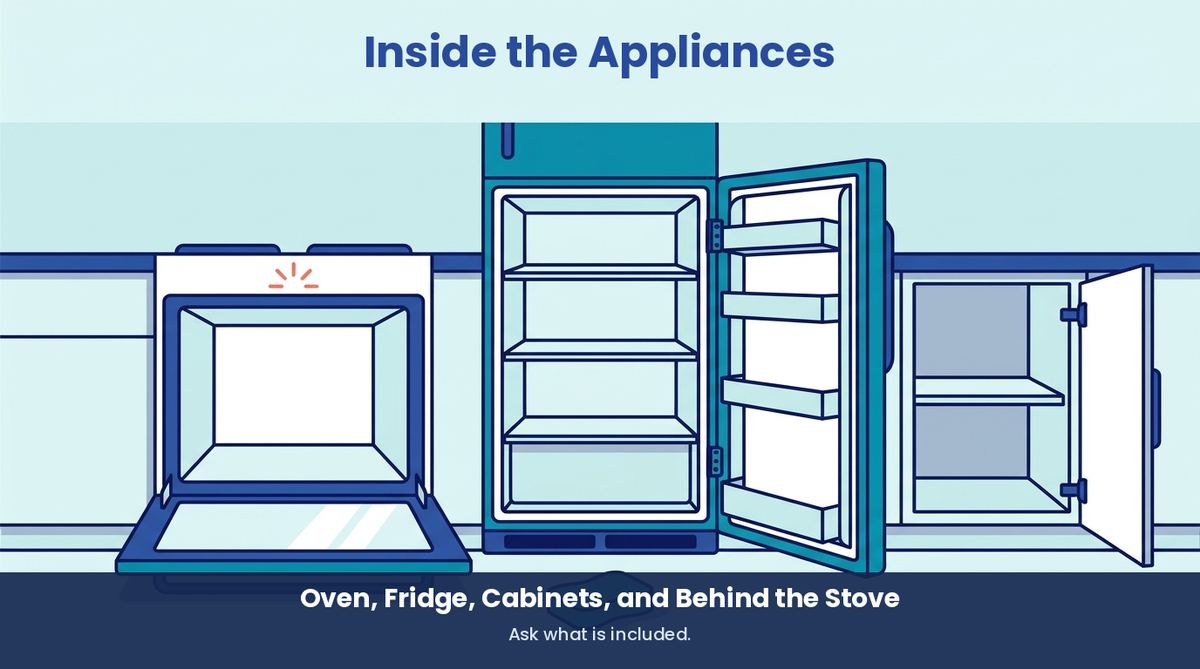 Inside the Appliances
Oven, Fridge, Cabinets, and Behind the Stove
Ask what is included.